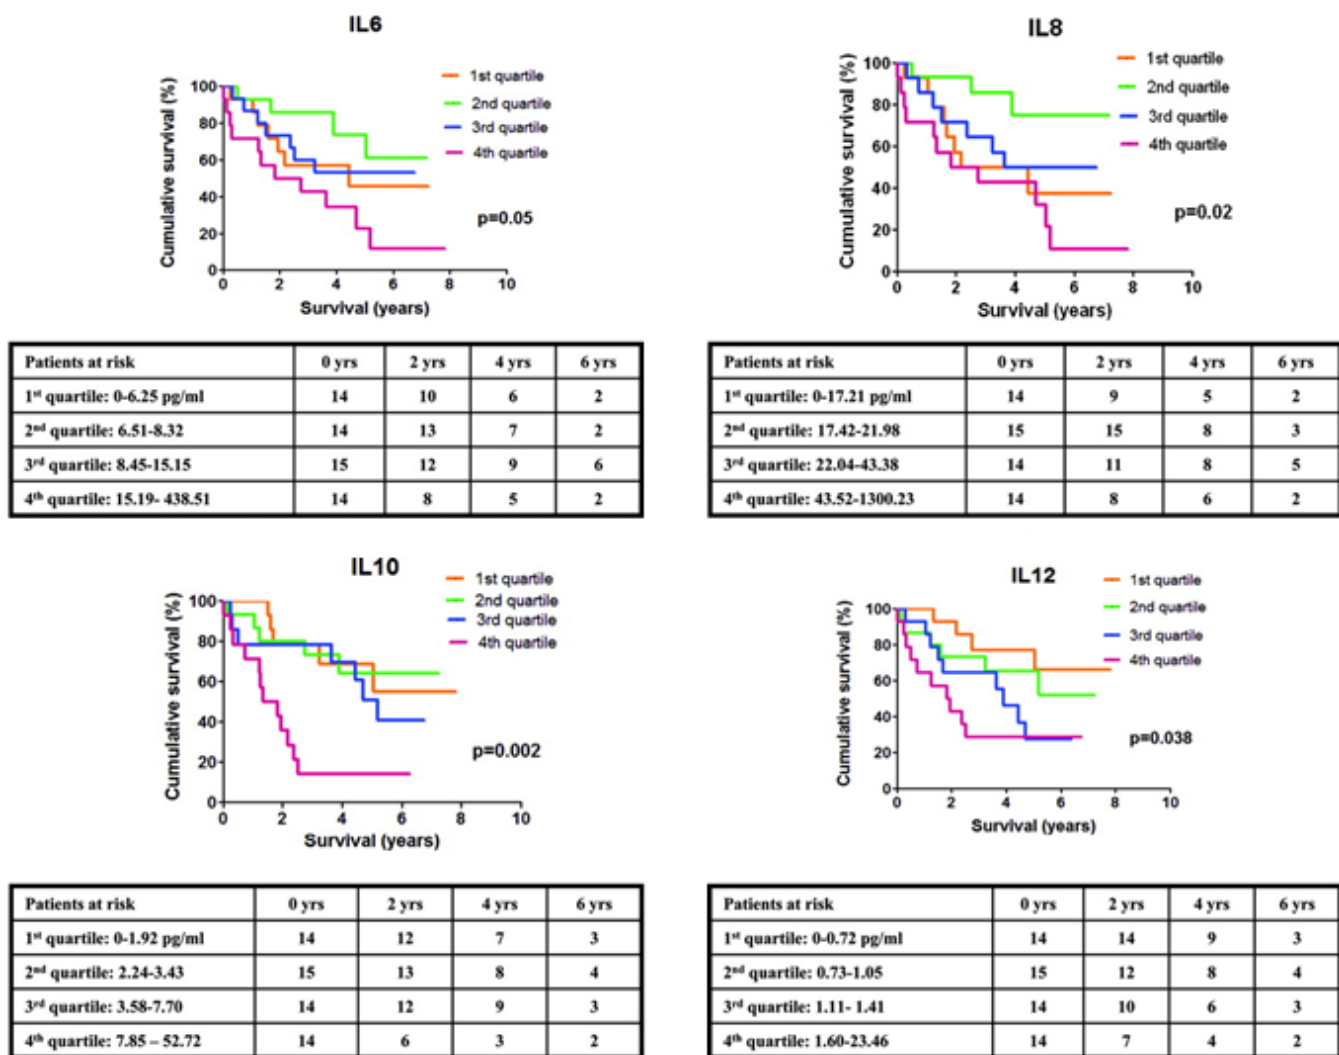 IL6
1st quartile
2nd quartile
3rd quartile
4th quartile
Cumulative survival (%)
100
80
60
40
20
0
0 2 4 6 8 10
Survival (years)
p=0.05
Patients at risk 0 yrs 2 yrs 4 yrs 6 yrs
1st quartile: 0-6.25 pg/ml 14 10 6 2
2nd quartile: 6.51-8.32 14 13 7 2
3rd quartile: 8.45-15.15 15 12 9 6
4th quartile: 15.19- 438.51 14 8 5 2
IL8
1st quartile
2nd quartile
3rd quartile
4th quartile
Cumulative survival (%)
100
80
60
40
20
0
0 2 4 6 8 10
Survival (years)
p=0.02
Patients at risk 0 yrs 2 yrs 4 yrs 6 yrs
1st quartile: 0-17.21 pg/ml 14 9 5 2
2nd quartile: 17.42-21.98 15 15 8 3
3rd quartile: 22.04-43.38 14 11 8 5
4th quartile: 43.52-1300.23 14 8 6 2
IL10
1st quartile
2nd quartile
3rd quartile
4th quartile
Cumulative survival (%)
100
80
60
40
20
0
0 2 4 6 8 10
Survival (years)
p=0.002
Patients at risk 0 yrs 2 yrs 4 yrs 6 yrs
1st quartile: 0-1.92 pg/ml 14 12 7 3
2nd quartile: 2.24-3.43 15 13 8 4
3rd quartile: 3.58-7.70 14 12 9 3
4th quartile: 7.85 – 52.72 14 6 3 2
IL12
1st quartile
2nd quartile
3rd quartile
4th quartile
Cumulative survival (%)
100
80
60
40
20
0
0 2 4 6 8 10
Survival (years)
p=0.038
Patients at risk 0 yrs 2 yrs 4 yrs 6 yrs
1st quartile: 0-0.72 pg/ml 14 14 9 3
2nd quartile: 0.73-1.05 15 12 8 4
3rd quartile: 1.11- 1.41 14 10 6 3
4th quartile: 1.60-23.46 14 7 4 2